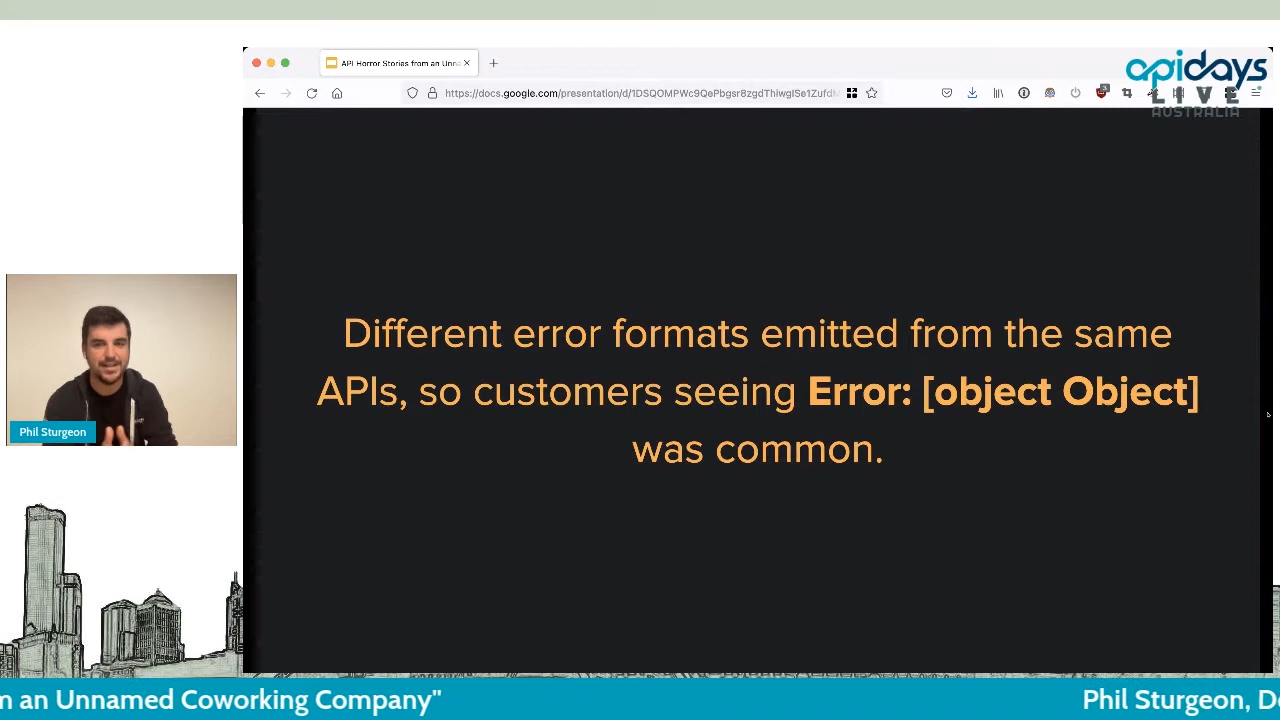 API Horror Stories from an Unna
https://docs.google.com/presentation/d/1DSQOMPWc9QePbgsr8zgdThiwglSe1Zufd
apidays
LIVE
AUSTRALIA
Different error formats emitted from the same
APIs, so customers seeing Error: [object Object]
was common.
Phil Sturgeon
m an Unnamed Coworking Company"
Phil Sturgeon, De